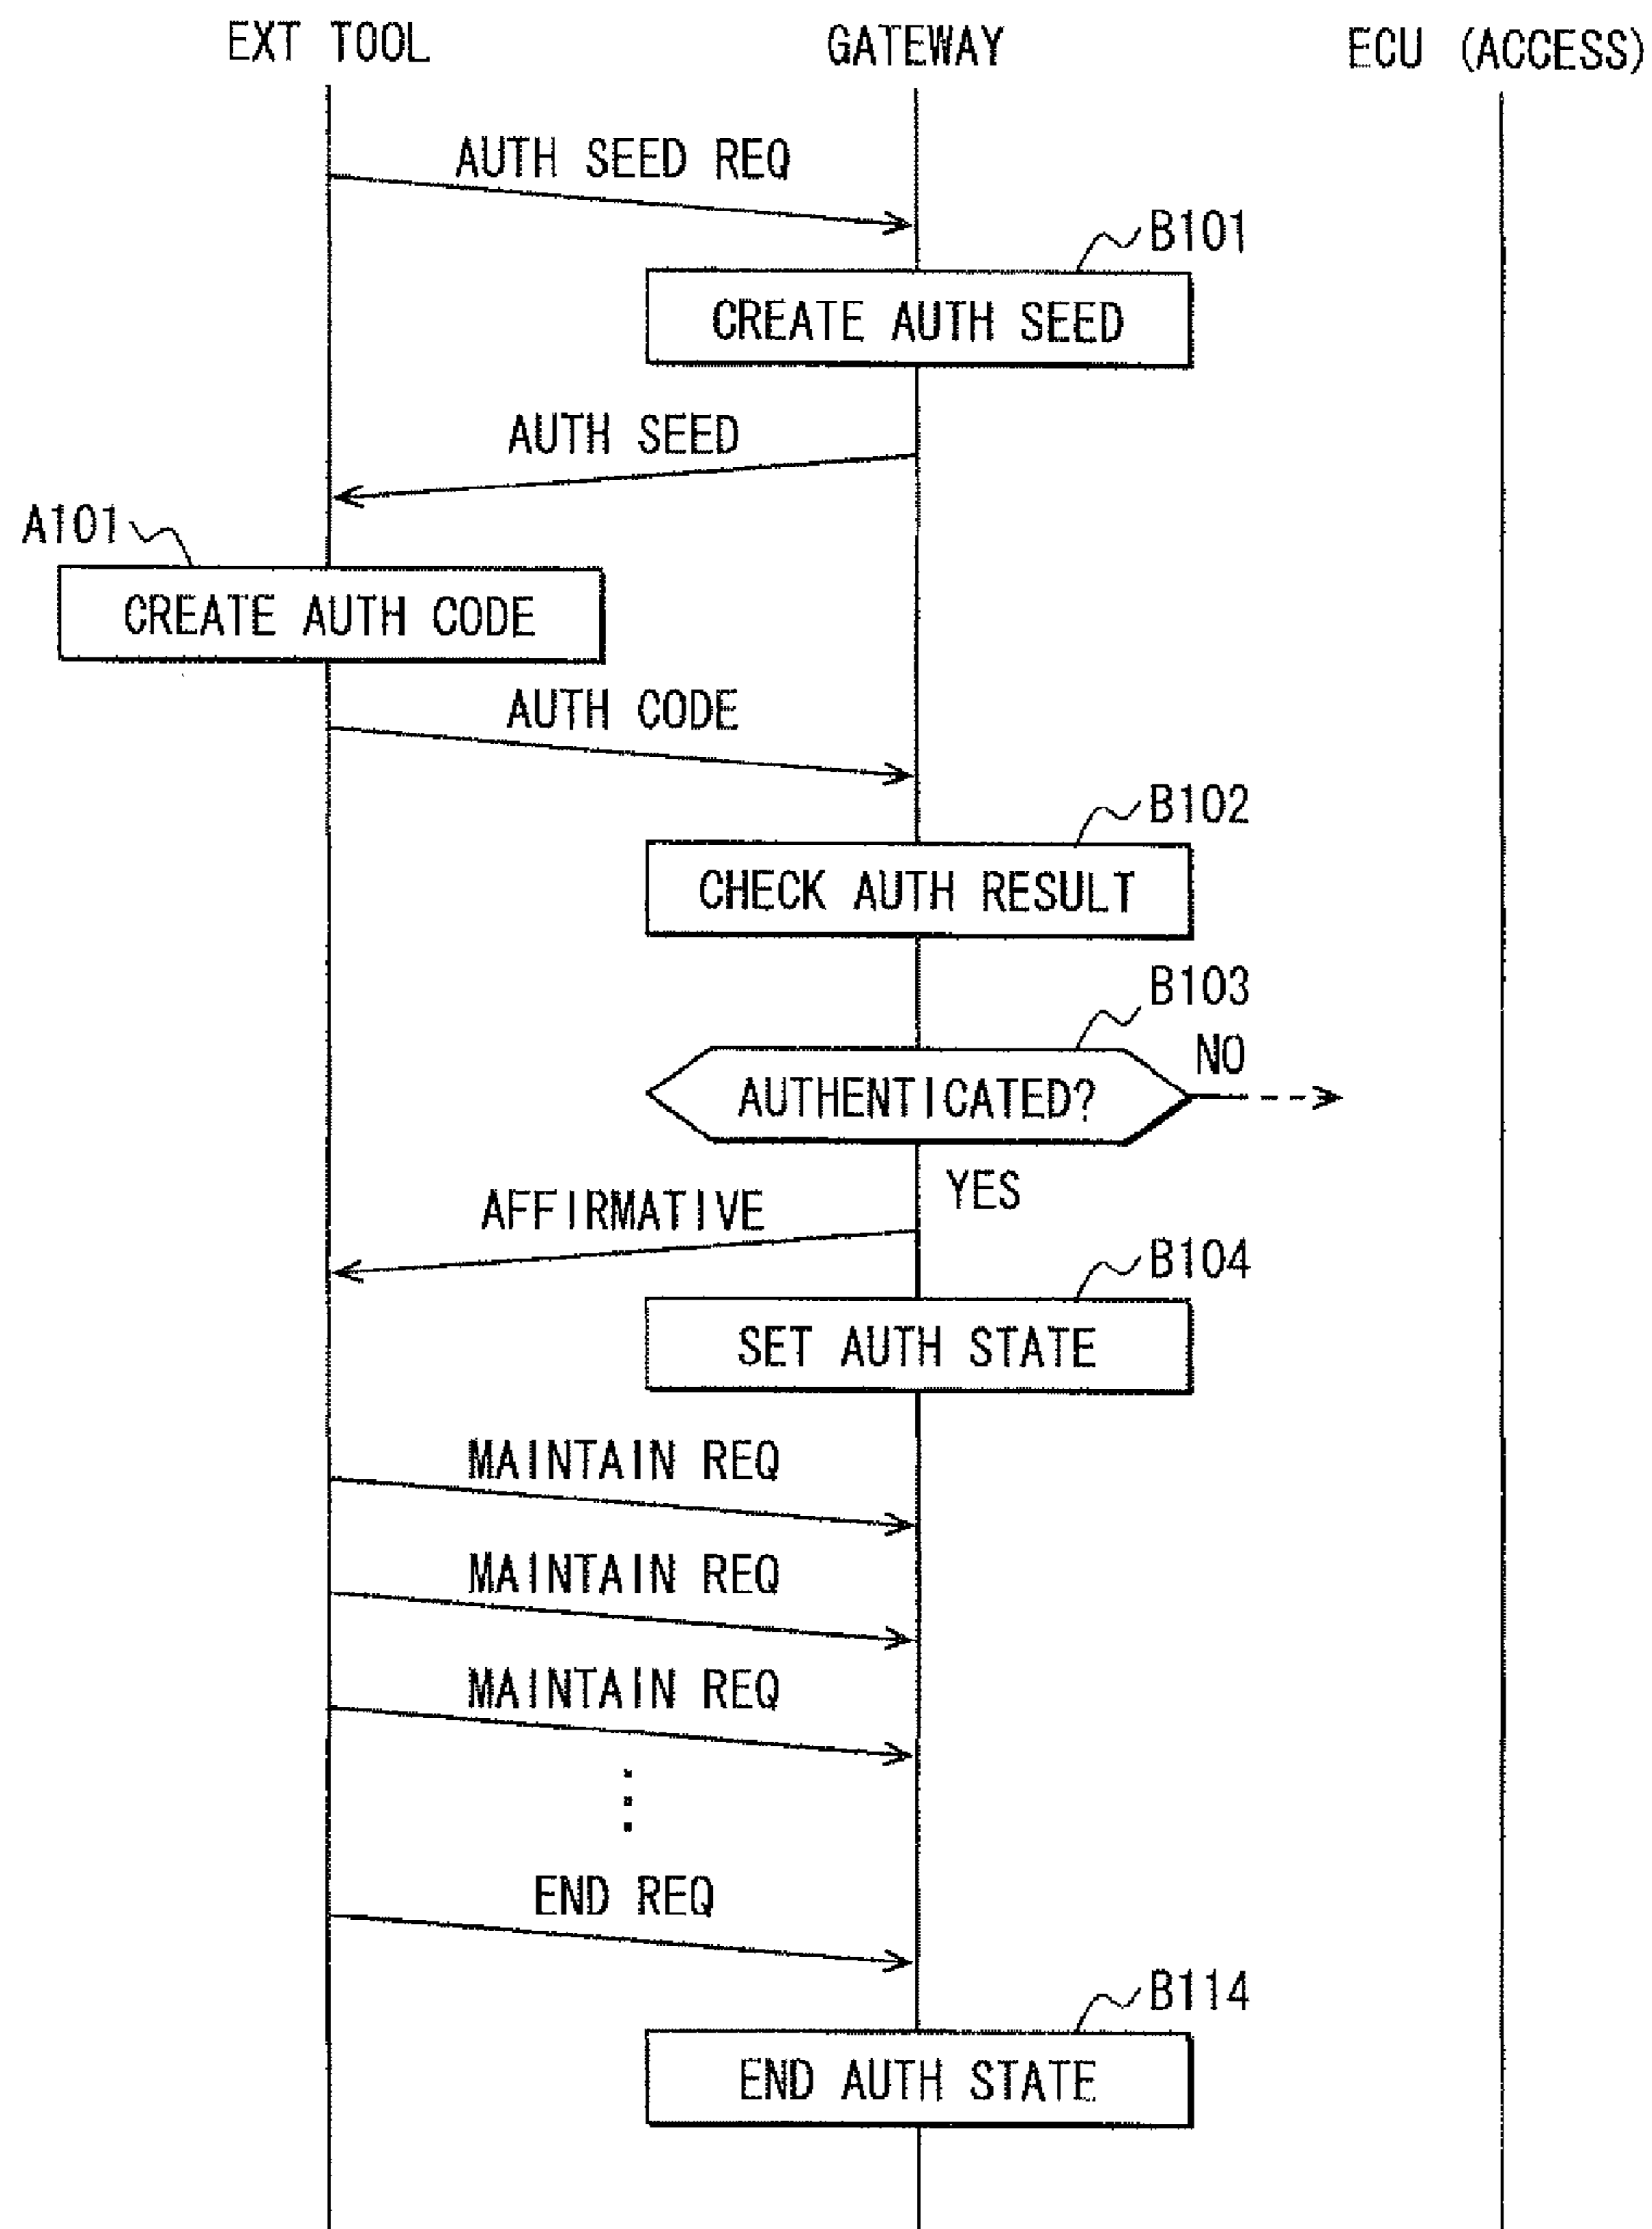 EXT TOOL
GATEWAY
ECU (ACCESS)
AUTH SEED REQ
B101
CREATE AUTH SEED
AUTH SEED
A101
CREATE AUTH CODE
AUTH CODE
B102
CHECK AUTH RESULT
B103
NO
AUTHENTICATED?
YES
AFFIRMATIVE
B104
SET AUTH STATE
MAINTAIN REQ
MAINTAIN REQ
MAINTAIN REQ
END REQ
B114
END AUTH STATE